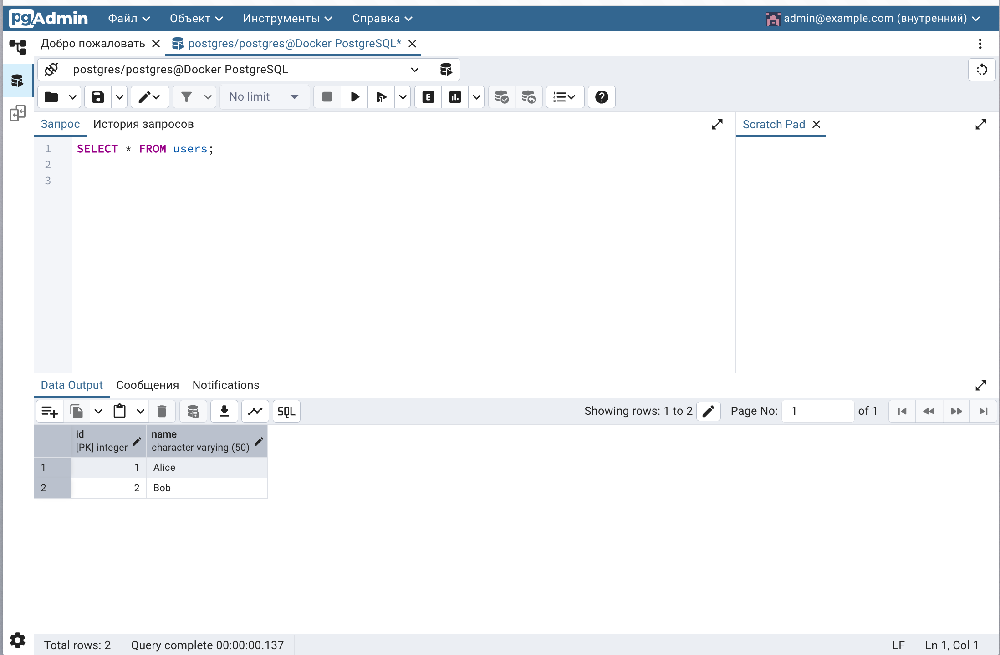 pgAdmin Файл Объект Инструменты Справка admin@example.com (внутренний)
Добро пожаловать postgres/postgres@Docker PostgreSQL*
postgres/postgres@Docker PostgreSQL
No limit E
Запрос История запросов Scratch Pad
1 SELECT * FROM users;
2
3
Data Output Сообщения Notifications
SQL Showing rows: 1 to 2 Page No: 1 of 1
id name
[PK] integer character varying (50)
1 1 Alice
2 2 Bob
Total rows: 2 Query complete 00:00:00.137 LF Ln 1, Col 1